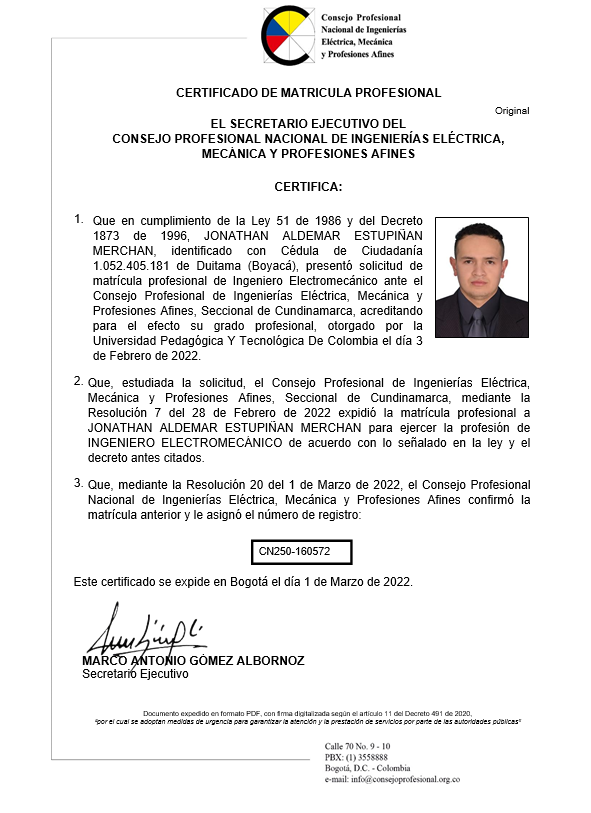 Consejo Profesional
Nacional de Ingenierías
Eléctrica, Mecánica
y Profesiones Afines
CERTIFICADO DE MATRICULA PROFESIONAL
Original
EL SECRETARIO EJECUTIVO DEL
CONSEJO PROFESIONAL NACIONAL DE INGENIERÍAS ELÉCTRICA,
MECÁNICA Y PROFESIONES AFINES
CERTIFICA:
1. Que en cumplimiento de la Ley 51 de 1986 y del Decreto
1873 de 1996, JONATHAN ALDEMAR ESTUPIÑAN
MERCHAN, identificado con Cédula de Ciudadanía
1.052.405.181 de Duitama (Boyacá), presentó solicitud de
matrícula profesional de Ingeniero Electromecánico ante el
Consejo Profesional de Ingenierías Eléctrica, Mecánica y
Profesiones Afines, Seccional de Cundinamarca, acreditando
para el efecto su grado profesional, otorgado por la
Universidad Pedagógica Y Tecnológica De Colombia el día 3
de Febrero de 2022.
2. Que, estudiada la solicitud, el Consejo Profesional de Ingenierías Eléctrica,
Mecánica y Profesiones Afines, Seccional de Cundinamarca, mediante la
Resolución 7 del 28 de Febrero de 2022 expidió la matrícula profesional a
JONATHAN ALDEMAR ESTUPIÑAN MERCHAN para ejercer la profesión de
INGENIERO ELECTROMECÁNICO de acuerdo con lo señalado en la ley y el
decreto antes citados.
3. Que, mediante la Resolución 20 del 1 de Marzo de 2022, el Consejo Profesional
Nacional de Ingenierías Eléctrica, Mecánica y Profesiones Afines confirmó la
matrícula anterior y le asignó el número de registro:
CN250-160572
Este certificado se expide en Bogotá el día 1 de Marzo de 2022.
MARCO ANTONIO GÓMEZ ALBORNOZ
Secretario Ejecutivo
Documento expedido en formato PDF, con firma digitalizada según el artículo 11 del Decreto 491 de 2020,
"por el cual se adoptan medidas de urgencia para garantizar la atención y la prestación de servicios por parte de las autoridades públicas"
Calle 70 No. 9 - 10
PBX: (1) 3558888
Bogotá, D.C. - Colombia
e-mail: info@consejoprofesional.org.co